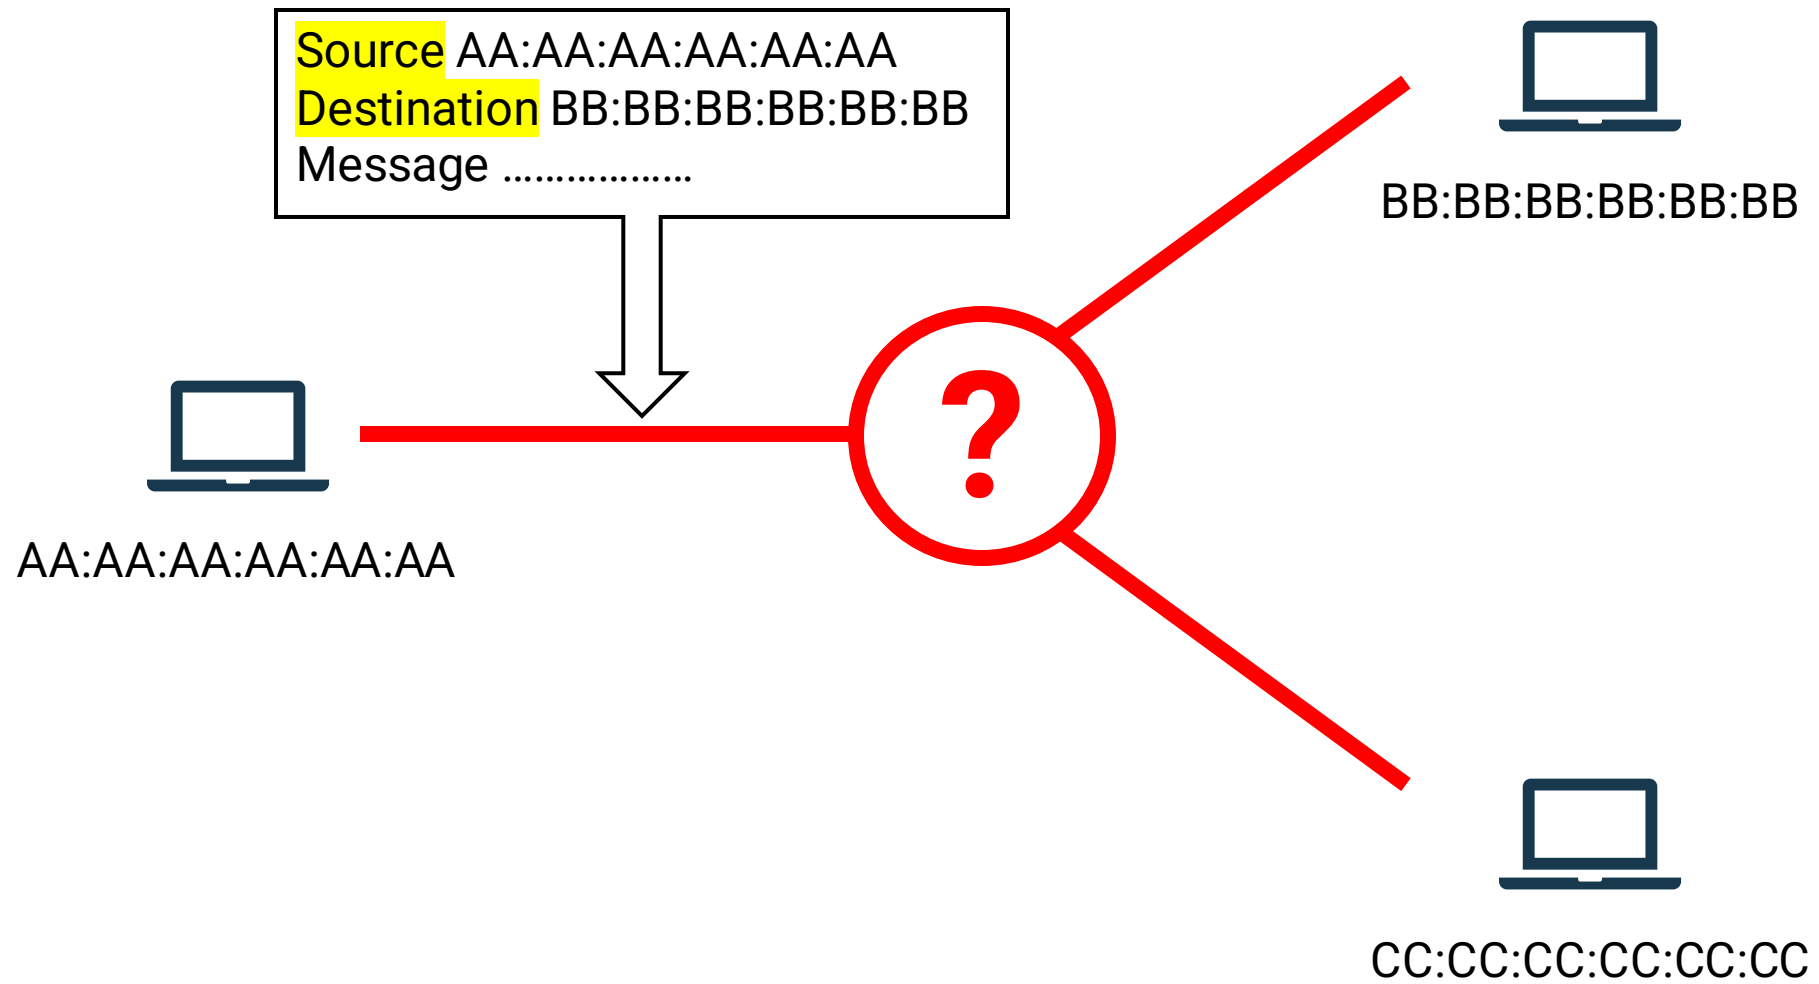 Source AA:AA:AA:AA:AA:AA
Destination BB:BB:BB:BB:BB:BB
Message ..................
BB:BB:BB:BB:BB:BB
?
AA:AA:AA:AA:AA:AA
CC:CC:CC:CC:CC:CC